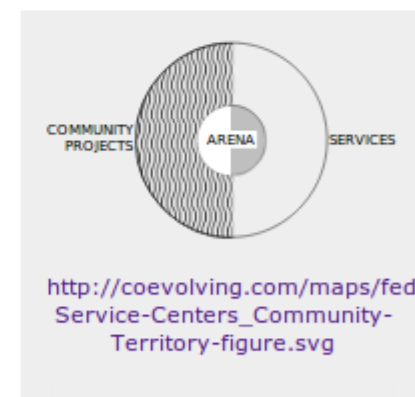 COMMUNITY
PROJECTS
ARENA
SERVICES
http://coevolving.com/maps/fed
Service-Centers_Community-
Territory-figure.svg